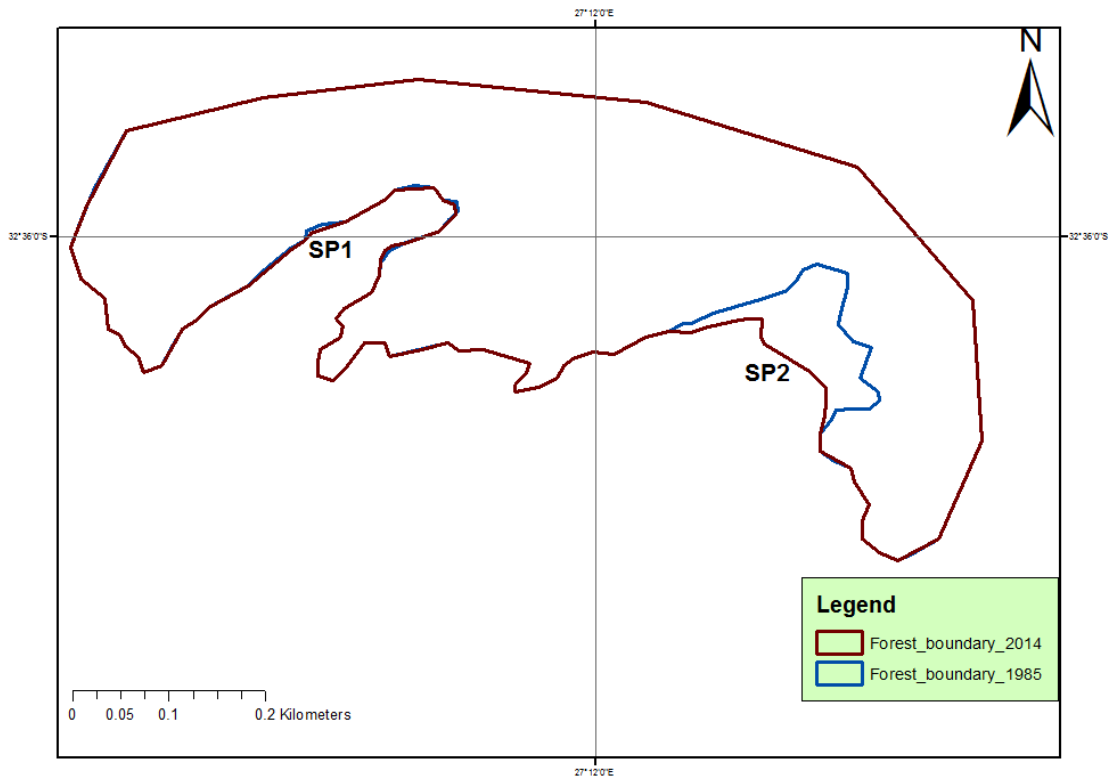 27°12'0"E
N
32°36'0"S
32°36'0"S
SP1
SP2
Legend
Forest_boundary_2014
Forest_boundary_1985
0 0.05 0.1 0.2 Kilometers
27°12'0"E